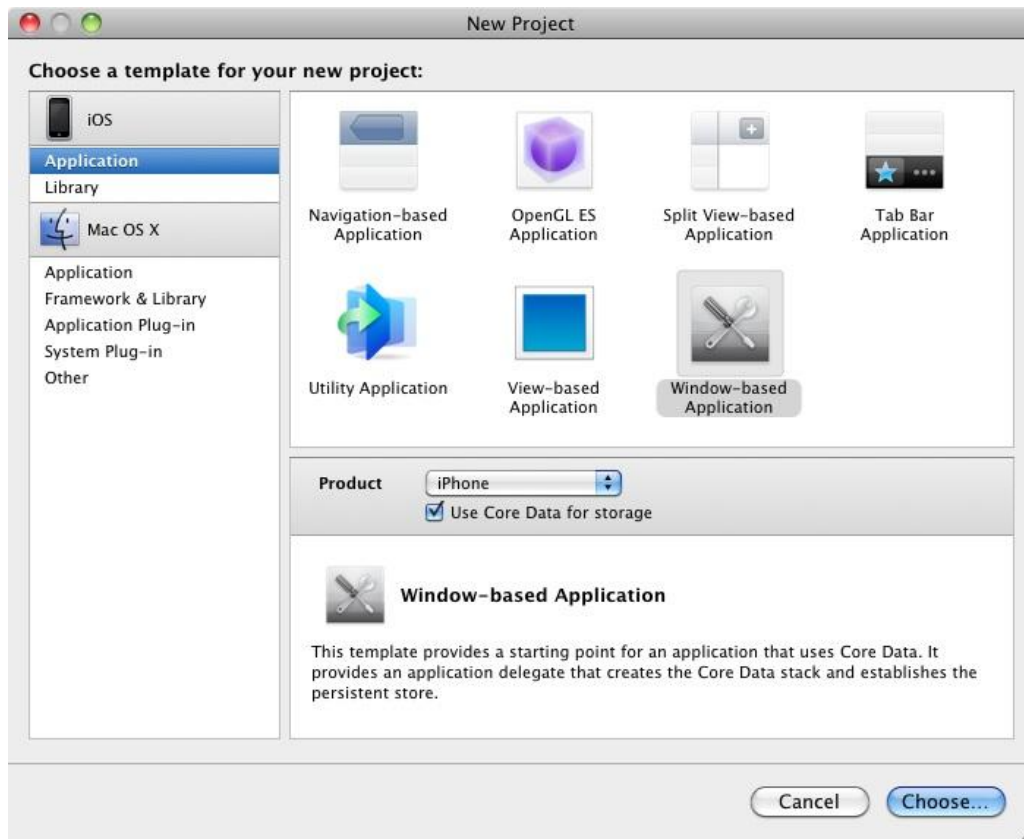 New Project
Choose a template for your new project:
iOS
Application
Library
Mac OS X
Application
Framework & Library
Application Plug-in
System Plug-in
Other
Navigation-based
Application
OpenGL ES
Application
Split View-based
Application
Tab Bar
Application
Utility Application
View-based
Application
Window-based
Application
Product
iPhone
Use Core Data for storage
Window-based Application
This template provides a starting point for an application that uses Core Data. It
provides an application delegate that creates the Core Data stack and establishes the
persistent store.
Cancel
Choose...